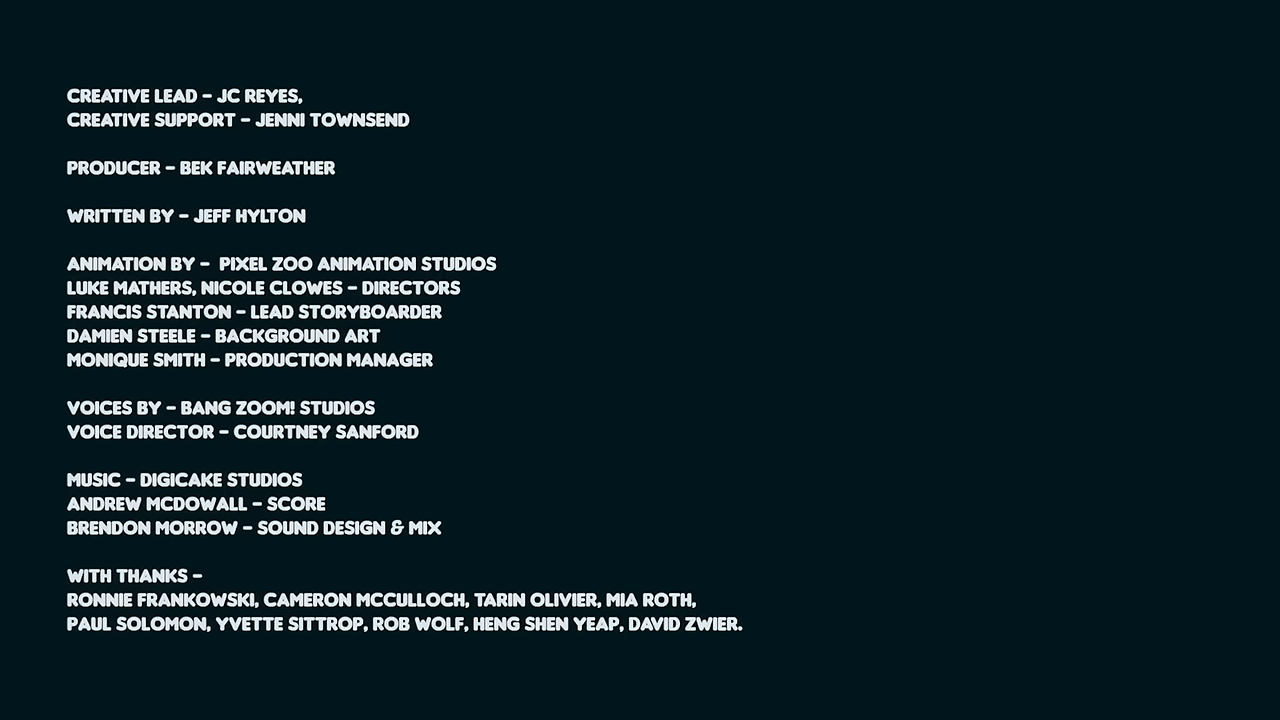 CREATIVE LEAD – JC REYES,
CREATIVE SUPPORT – JENNI TOWNSEND
PRODUCER – BEK FAIRWEATHER
WRITTEN BY – JEFF HYLTON
ANIMATION BY – PIXEL ZOO ANIMATION STUDIOS
LUKE MATHERS, NICOLE CLOWES – DIRECTORS
FRANCIS STANTON – LEAD STORYBOARDER
DAMIEN STEELE – BACKGROUND ART
MONIQUE SMITH – PRODUCTION MANAGER
VOICES BY – BANG ZOOM! STUDIOS
VOICE DIRECTOR – COURTNEY SANFORD
MUSIC – DIGICAKE STUDIOS
ANDREW MCDOWALL – SCORE
BRENDON MORROW – SOUND DESIGN & MIX
WITH THANKS –
RONNIE FRANKOWSKI, CAMERON MCCULLOCH, TARIN OLIVIER, MIA ROTH,
PAUL SOLOMON, YVETTE SITTROP, ROB WOLF, HENG SHEN YEAP, DAVID ZWIER.